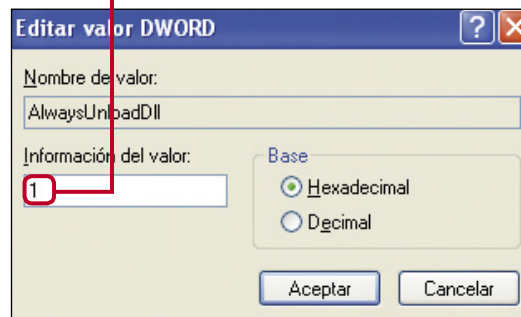 Editar valor DWORD
Nombre de valor:
AlwaysUnloadDll
Información del valor:
1
Base
Hexadecimal
Decimal
Aceptar
Cancelar